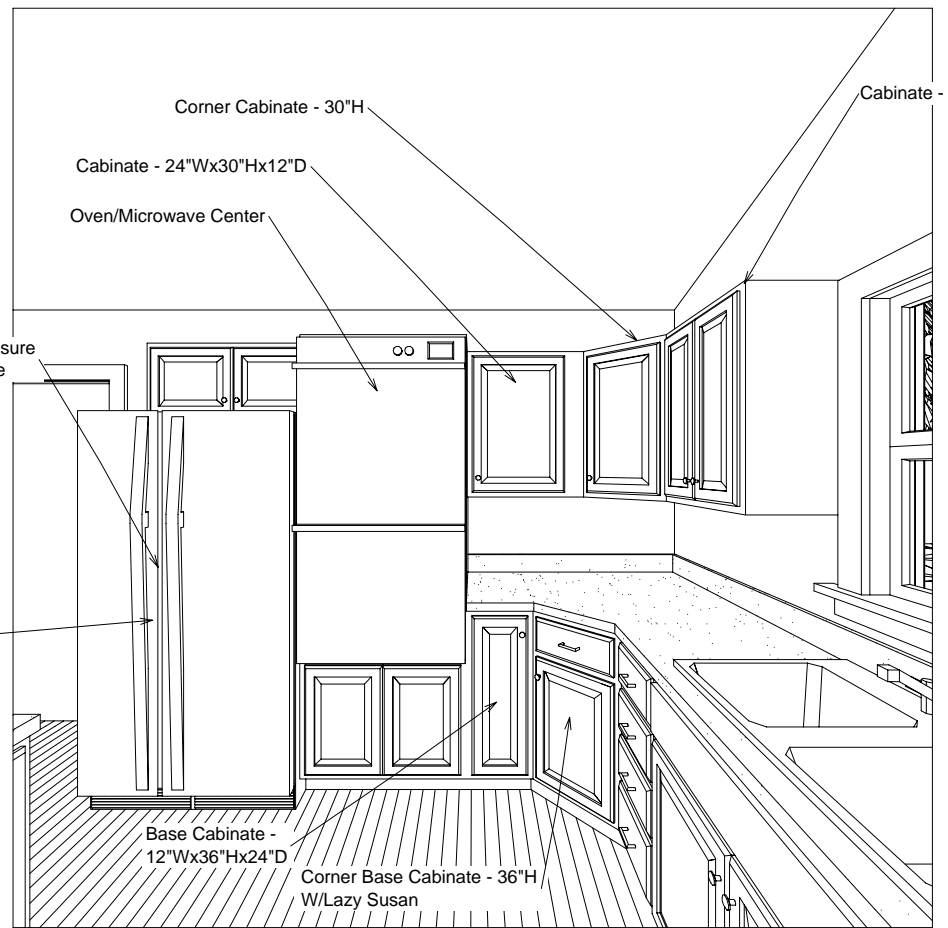 Corner Cabinate - 30"H
Cabinate -
Cabinate - 24"Wx30"Hx12"D
Oven/Microwave Center
sure
e
Base Cabinate -
12"Wx36"Hx24"D
Corner Base Cabinate - 36"H
W/Lazy Susan